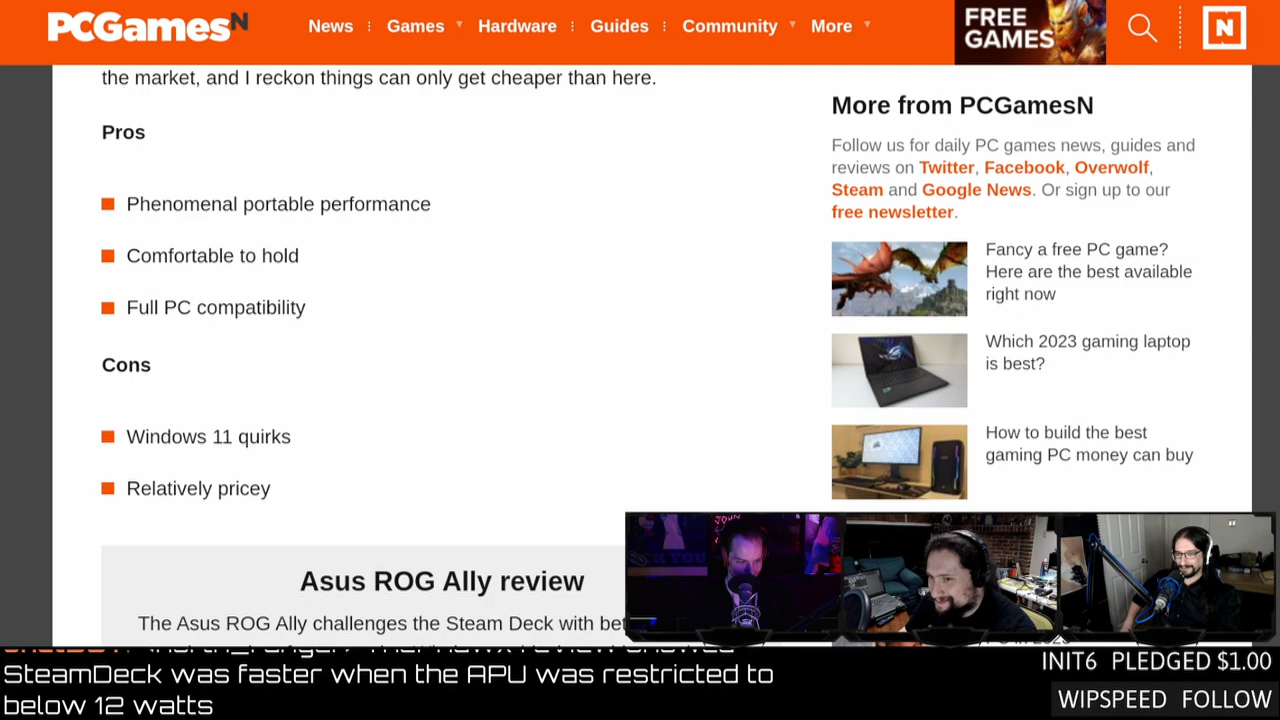 PCGamesN
News
Games
Hardware
Guides
Community
More
FREE
GAMES
N
the market, and I reckon things can only get cheaper than here.
Pros
Phenomenal portable performance
Comfortable to hold
Full PC compatibility
Cons
Windows 11 quirks
Relatively pricey
Asus ROG Ally review
The Asus ROG Ally challenges the Steam Deck with
More from PCGamesN
Follow us for daily PC games news, guides and
reviews on Twitter, Facebook, Overwolf,
Steam and Google News. Or sign up to our
free newsletter.
Fancy a free PC game?
Here are the best available
right now
Which 2023 gaming laptop
is best?
How to build the best
gaming PC money can buy
SteamDeck was faster when the APU was restricted to
below 12 watts
INIT6 PLEDGED $1.00
WIPSPEED FOLLOW